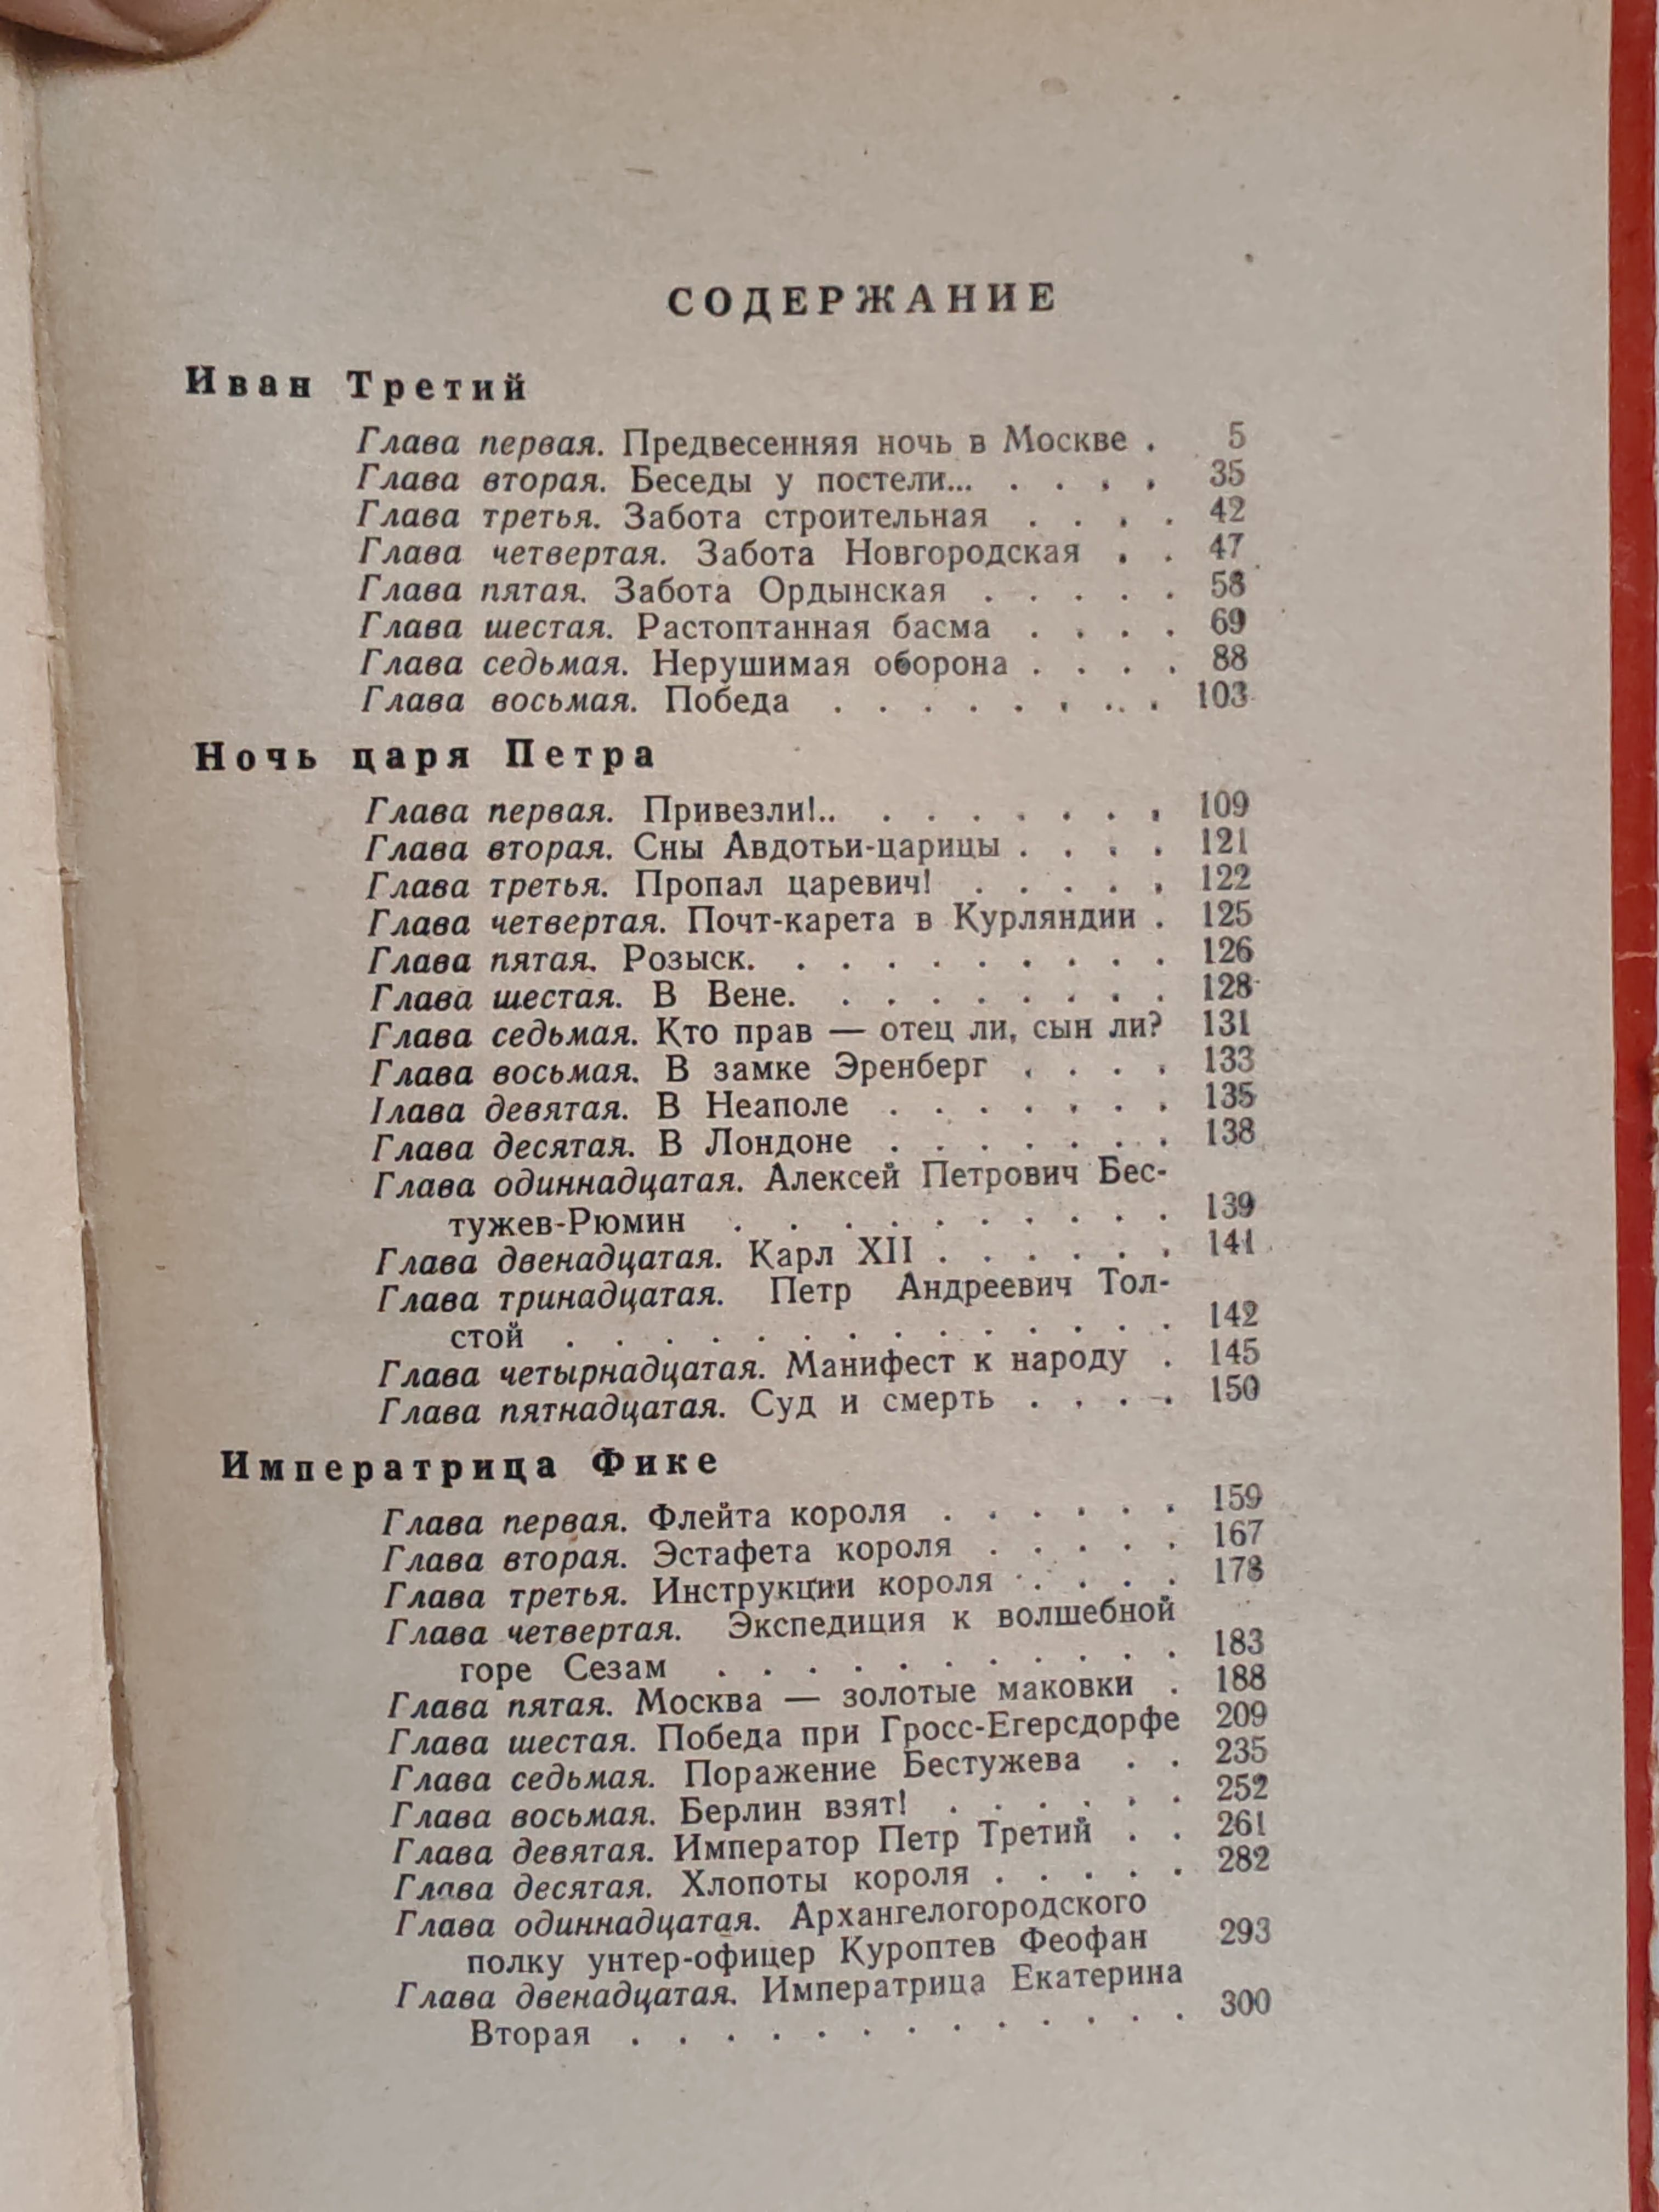 СОДЕРЖАНИЕ
Иван Третий
Глава первая. Предвесенняя ночь в Москве . 5
Глава вторая. Беседы у постели... . . . . 35
Глава третья. Забота строительная . . . . 42
Глава четвертая. Забота Новгородская . . 47
Глава пятая. Забота Ордынская . . . . . 58
Глава шестая. Растоптанная басма . . . . 69
Глава седьмая. Нерушимая оборона . . . . 88
Глава восьмая. Победа . . . . . . . . 103
Ночь царя Петра
Глава первая. Привезли!.. . . . . . . . 109
Глава вторая. Сны Авдотьи-царицы . . . . 121
Глава третья. Пропал царевич! . . . . . 122
Глава четвертая. Почт-карета в Курляндии . 125
Глава пятая. Розыск. . . . . . . . . . 126
Глава шестая. В Вене. . . . . . . . . 128
Глава седьмая. Кто прав — отец ли, сын ли? 131
Глава восьмая. В замке Эренберг . . . . 133
Глава девятая. В Неаполе . . . . . . . 135
Глава десятая. В Лондоне . . . . . . . 138
Глава одиннадцатая. Алексей Петрович Бес-
тужев-Рюмин . . . . . . . . . . 139
Глава двенадцатая. Карл XII . . . . . . 141
Глава тринадцатая. Петр Андреевич Тол-
стой . . . . . . . . . . . . . . 142
Глава четырнадцатая. Манифест к народу . 145
Глава пятнадцатая. Суд и смерть . . . . 150
Императрица Фике
Глава первая. Флейта короля . . . . . . 159
Глава вторая. Эстафета короля . . . . . 167
Глава третья. Инструкции короля . . . . 178
Глава четвертая. Экспедиция к волшебной
горе Сезам . . . . . . . . . . . 183
Глава пятая. Москва — золотые маковки . 188
Глава шестая. Победа при Гросс-Егерсдорфе 209
Глава седьмая. Поражение Бестужева . . 235
Глава восьмая. Берлин взят! . . . . . . 252
Глава девятая. Император Петр Третий . . 261
Глава десятая. Хлопоты короля . . . . . 282
Глава одиннадцатая. Архангелогородского
полку унтер-офицер Куроптев Феофан 293
Глава двенадцатая. Императрица Екатерина
Вторая . . . . . . . . . . . . . 300